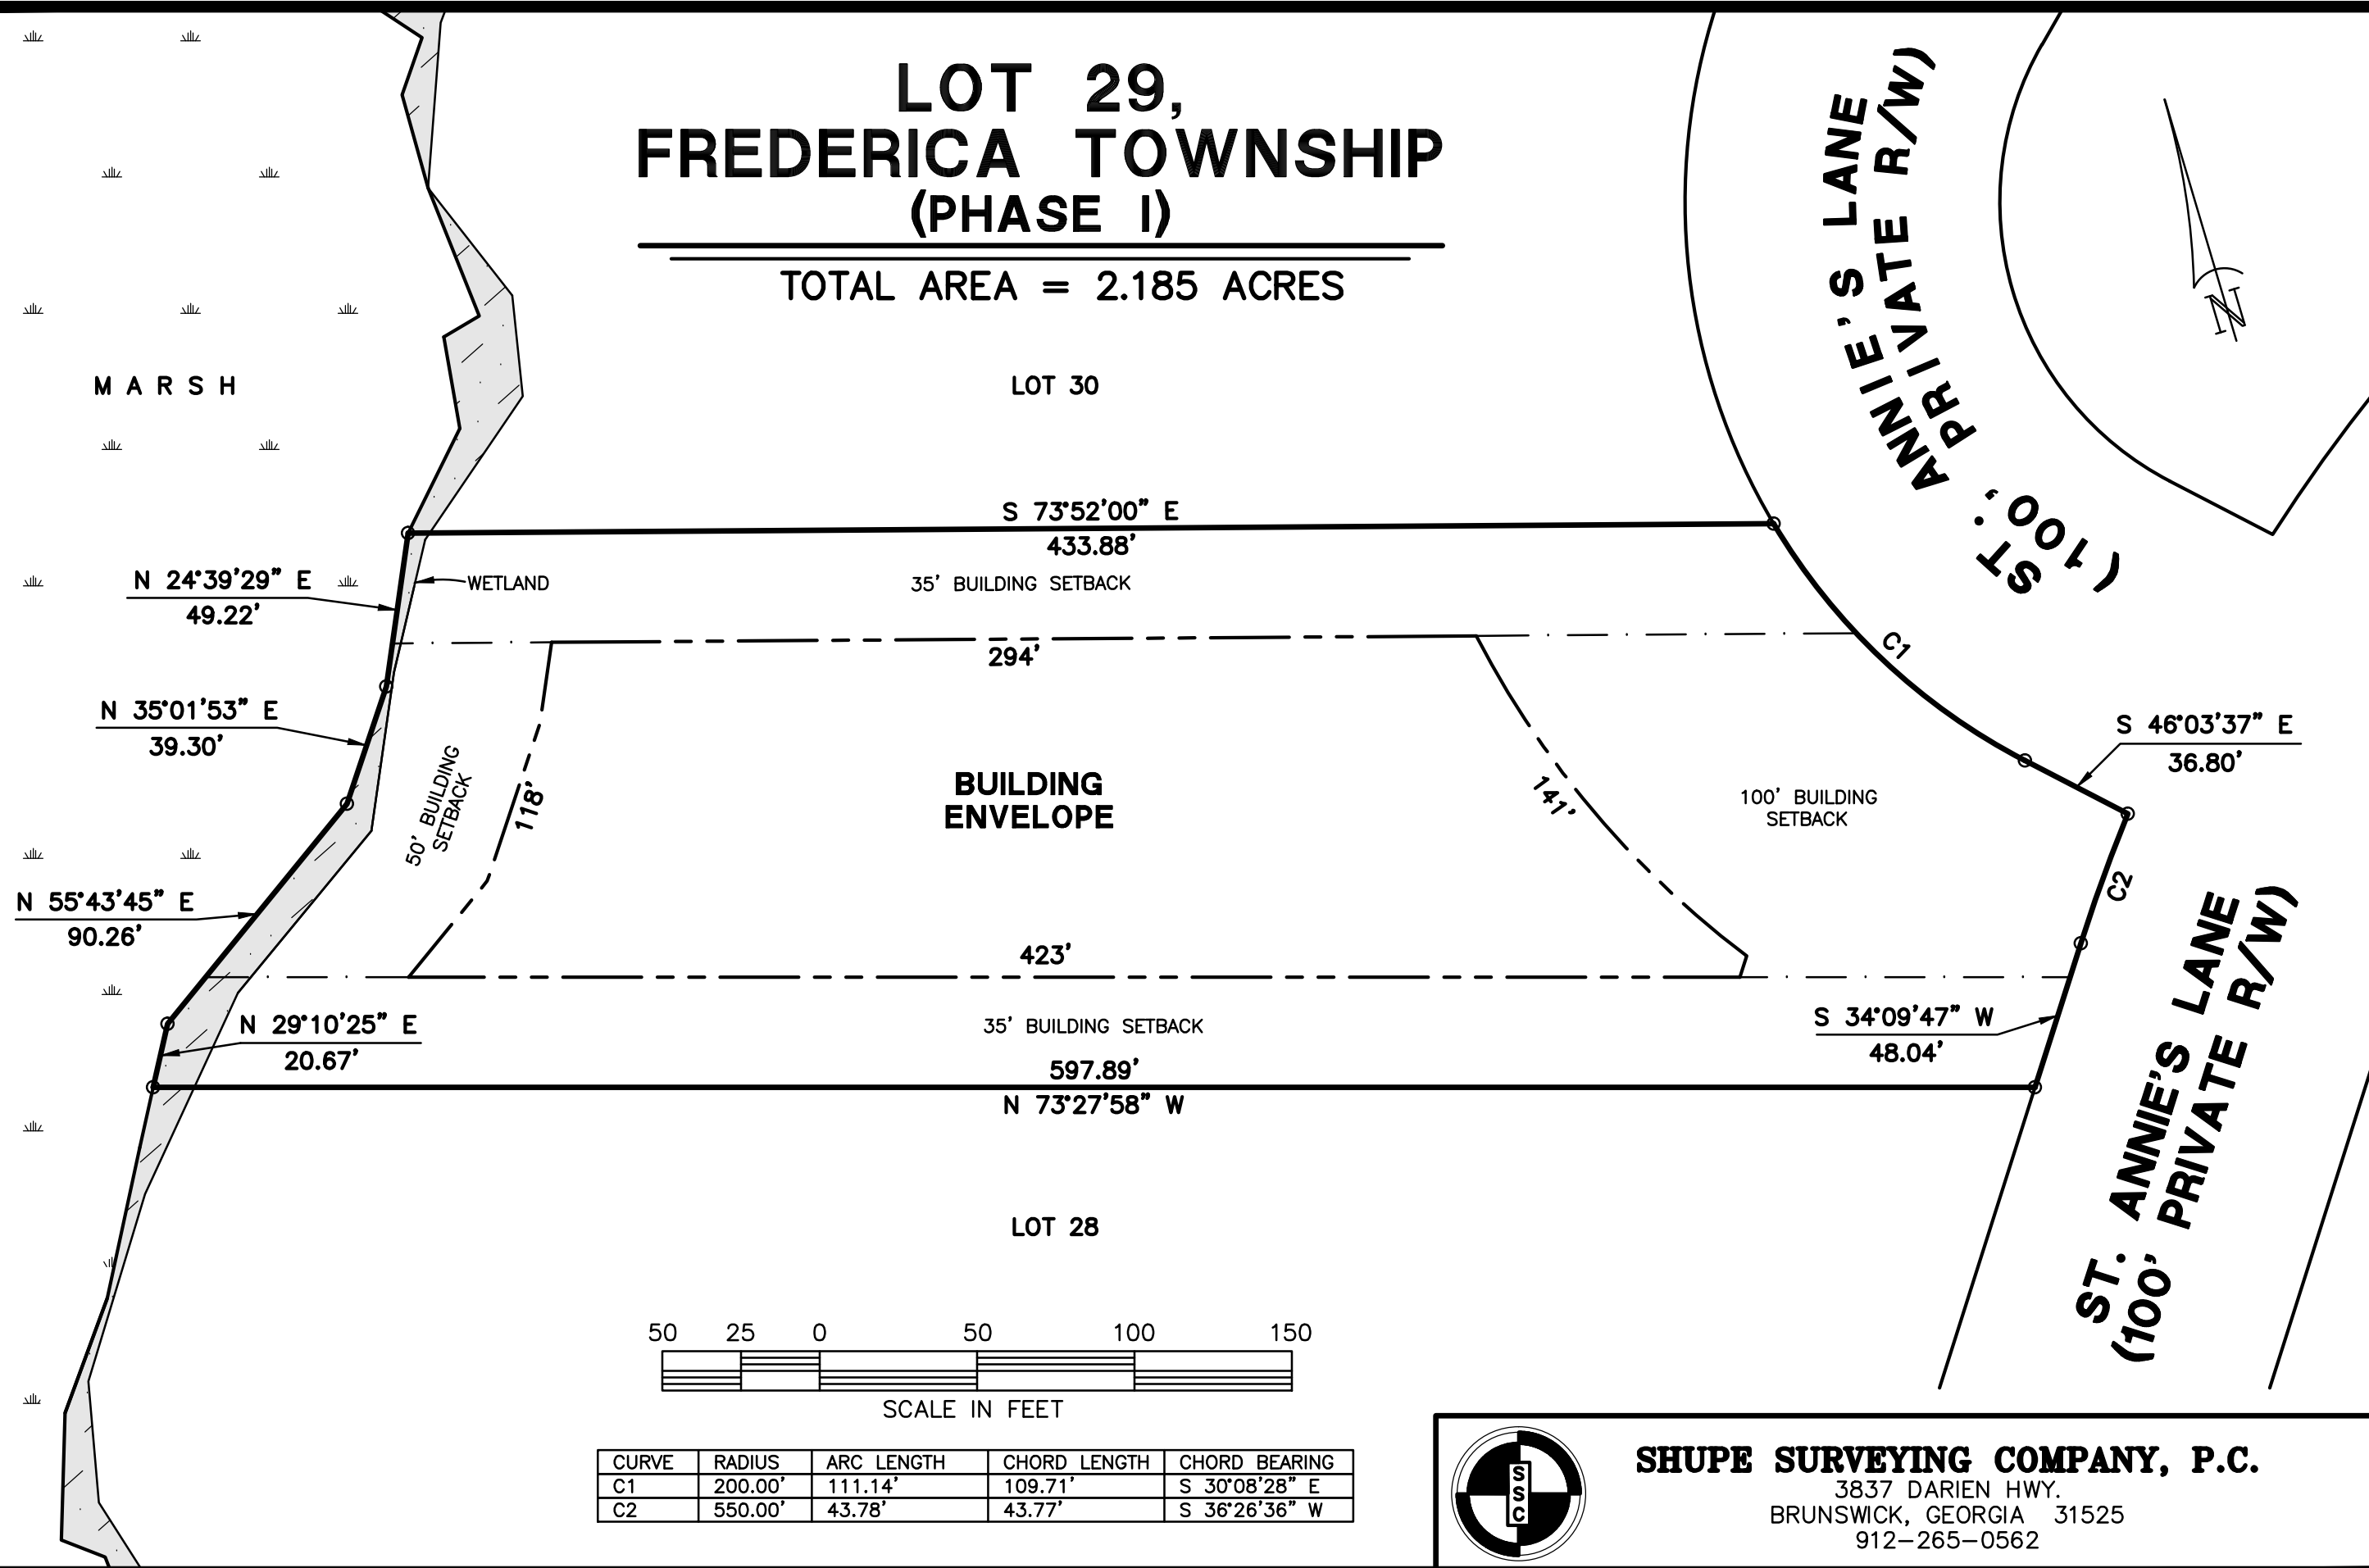 LOT 29,
FREDERICA TOWNSHIP
(PHASE I)
TOTAL AREA = 2.185 ACRES
ST. ANNIE'S LANE
(100' PRIVATE R/W)
N
MARSH
LOT 30
S 73°52'00" E
433.88'
N 24°39'29" E
49.22'
WETLAND
35' BUILDING SETBACK
294'
C1
N 35°01'53" E
39.30'
S 46°03'37" E
36.80'
50' BUILDING
SETBACK
118'
BUILDING
ENVELOPE
141'
100' BUILDING
SETBACK
C2
N 55°43'45" E
90.26'
423'
N 29°10'25" E
20.67'
35' BUILDING SETBACK
S 34°09'47" W
48.04'
597.89'
N 73°27'58" W
ST. ANNIE'S LANE
(100' PRIVATE R/W)
LOT 28
50 25 0 50 100 150
SCALE IN FEET
CURVE RADIUS ARC LENGTH CHORD LENGTH CHORD BEARING
C1 200.00' 111.14' 109.71' S 30°08'28" E
C2 550.00' 43.78' 43.77' S 36°26'36" W
SSC
SHUPE SURVEYING COMPANY, P.C.
3837 DARIEN HWY.
BRUNSWICK, GEORGIA 31525
912-265-0562